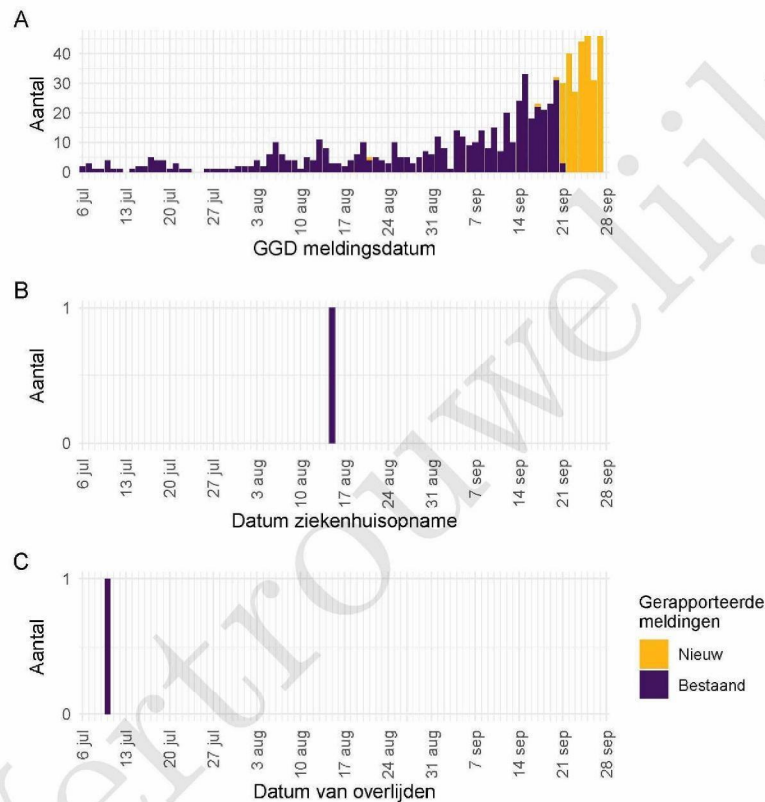 A
Aantal
40
30
20
10
0
6 jul
13 jul
20 jul
27 jul
3 aug
10 aug
17 aug
24 aug
31 aug
7 sep
14 sep
21 sep
28 sep
GGD meldingsdatum
B
Aantal
1
0
6 jul
13 jul
20 jul
27 jul
3 aug
10 aug
17 aug
24 aug
31 aug
7 sep
14 sep
21 sep
28 sep
Datum ziekenhuisopname
C
Aantal
1
0
6 jul
13 jul
20 jul
27 jul
3 aug
10 aug
17 aug
24 aug
31 aug
7 sep
14 sep
21 sep
28 sep
Datum van overlijden
Gerapporteerde
meldingen
Nieuw
Bestaand